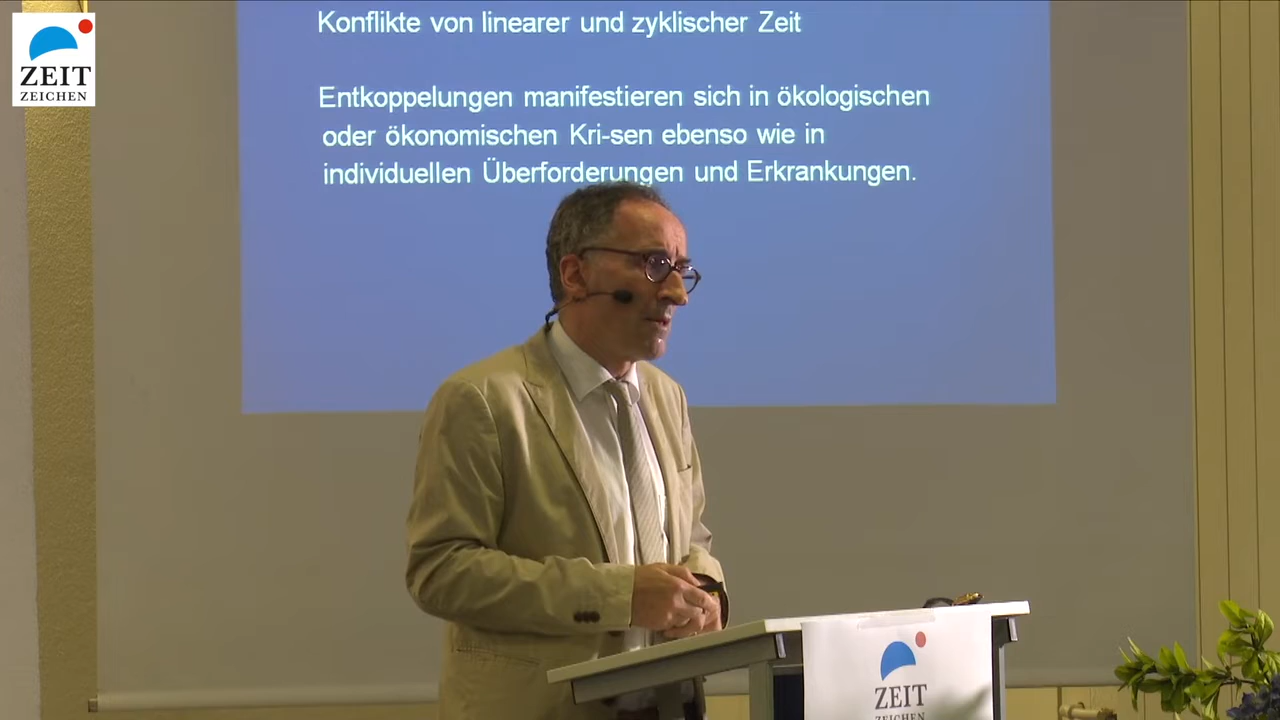 ZEIT
ZEICHEN
Konflikte von linearer und zyklischer Zeit
Entkoppelungen manifestieren sich in ökologischen
oder ökonomischen Kri-sen ebenso wie in
individuellen Überforderungen und Erkrankungen.
ZEIT
ZEICHEN